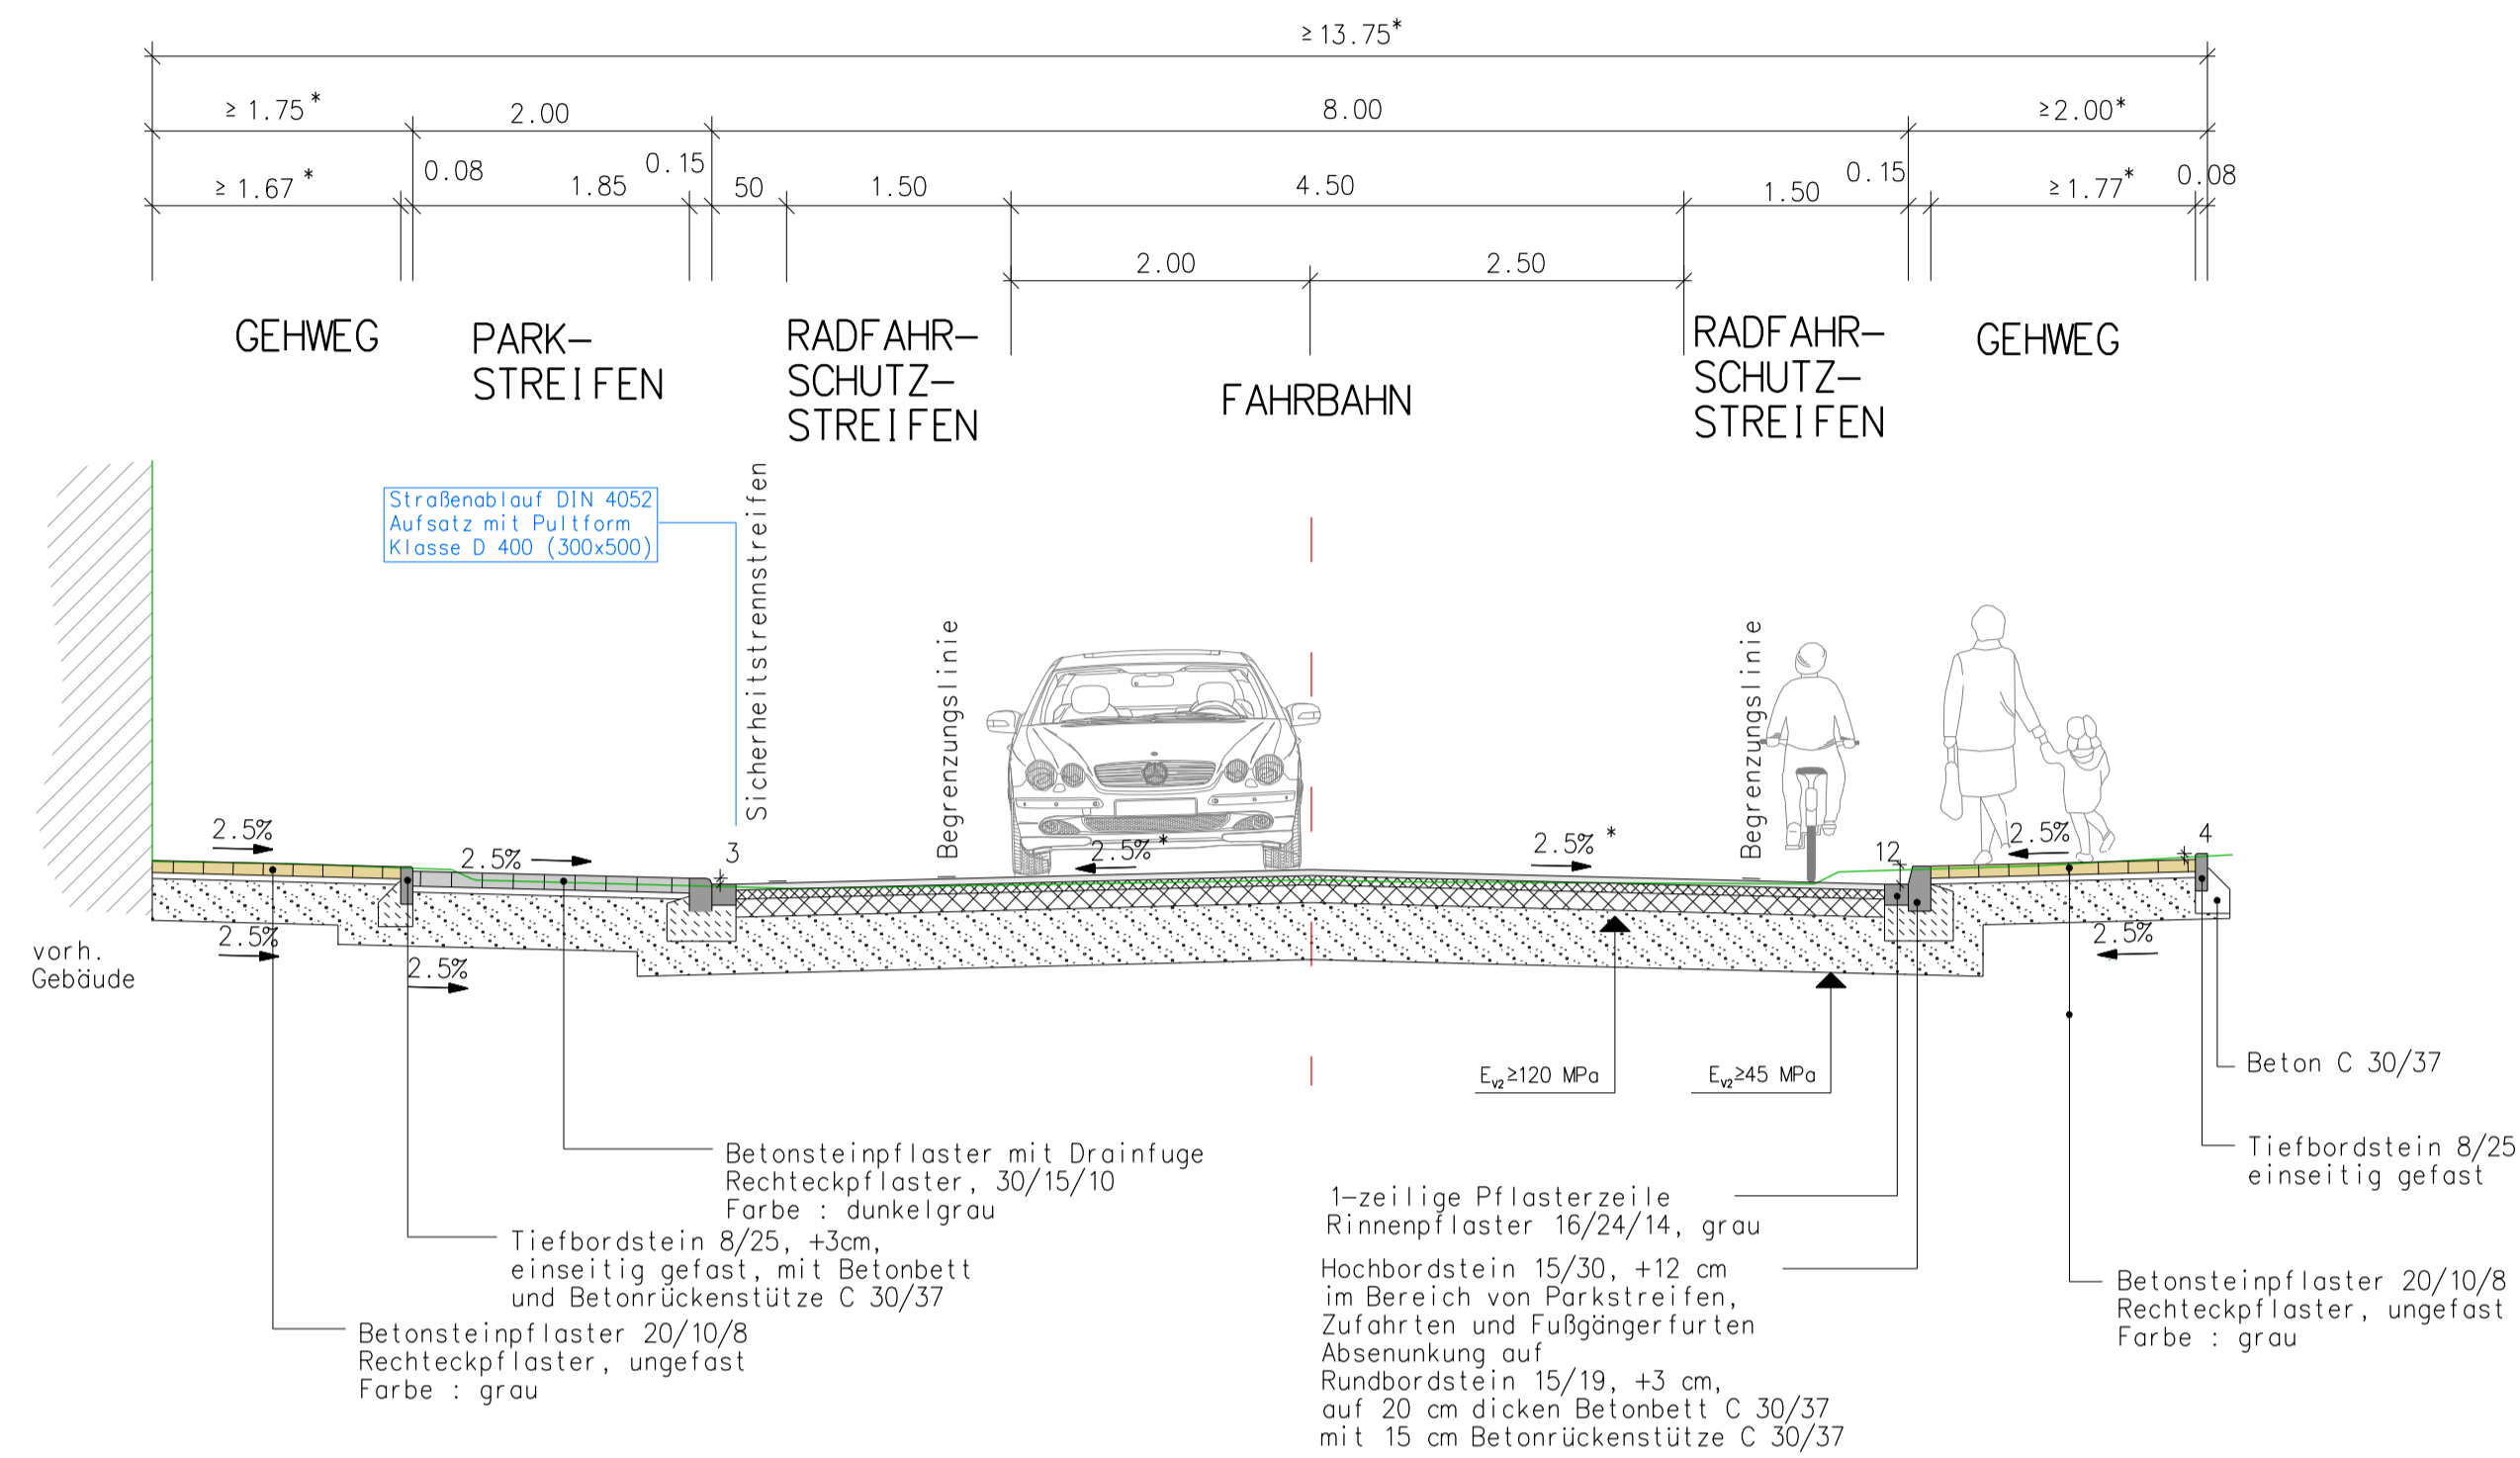 ≥ 13.75*
≥ 1.75*
2.00
8.00
≥2.00*
≥ 1.67*
0.08
1.85
0.15
50
1.50
4.50
1.50
0.15
≥1.77*
0.08
2.00
2.50
GEHWEG
PARK-
STREIFEN
RADFAHR-
SCHUTZ-
STREIFEN
FAHRBAHN
RADFAHR-
SCHUTZ-
STREIFEN
GEHWEG
Straßenablauf DIN 4052
Aufsatz mit Pultform
Klasse D 400 (300x500)
Sicherheitstrennstreifen
Begrenzungslinie
Begrenzungslinie
2.5%
2.5%
3
2.5%*
2.5% *
12
2.5%
4
vorh.
Gebäude
2.5%
2.5%
2.5%
Ev2≥120 MPa
Ev2≥45 MPa
Beton C 30/37
Tiefbordstein 8/25
einseitig gefast
Betonsteinpflaster mit Drainfuge
Rechteckpflaster, 30/15/10
Farbe : dunkelgrau
Tiefbordstein 8/25, +3cm,
einseitig gefast, mit Betonbett
und Betonrückenstütze C 30/37
Betonsteinpflaster 20/10/8
Rechteckpflaster, ungefast
Farbe : grau
1-zeilige Pflasterzeile
Rinnenpflaster 16/24/14, grau
Hochbordstein 15/30, +12 cm
im Bereich von Parkstreifen,
Zufahrten und Fußgängerfurten
Absenunkung auf
Rundbordstein 15/19, +3 cm,
auf 20 cm dicken Betonbett C 30/37
mit 15 cm Betonrückenstütze C 30/37
Betonsteinpflaster 20/10/8
Rechteckpflaster, ungefast
Farbe : grau